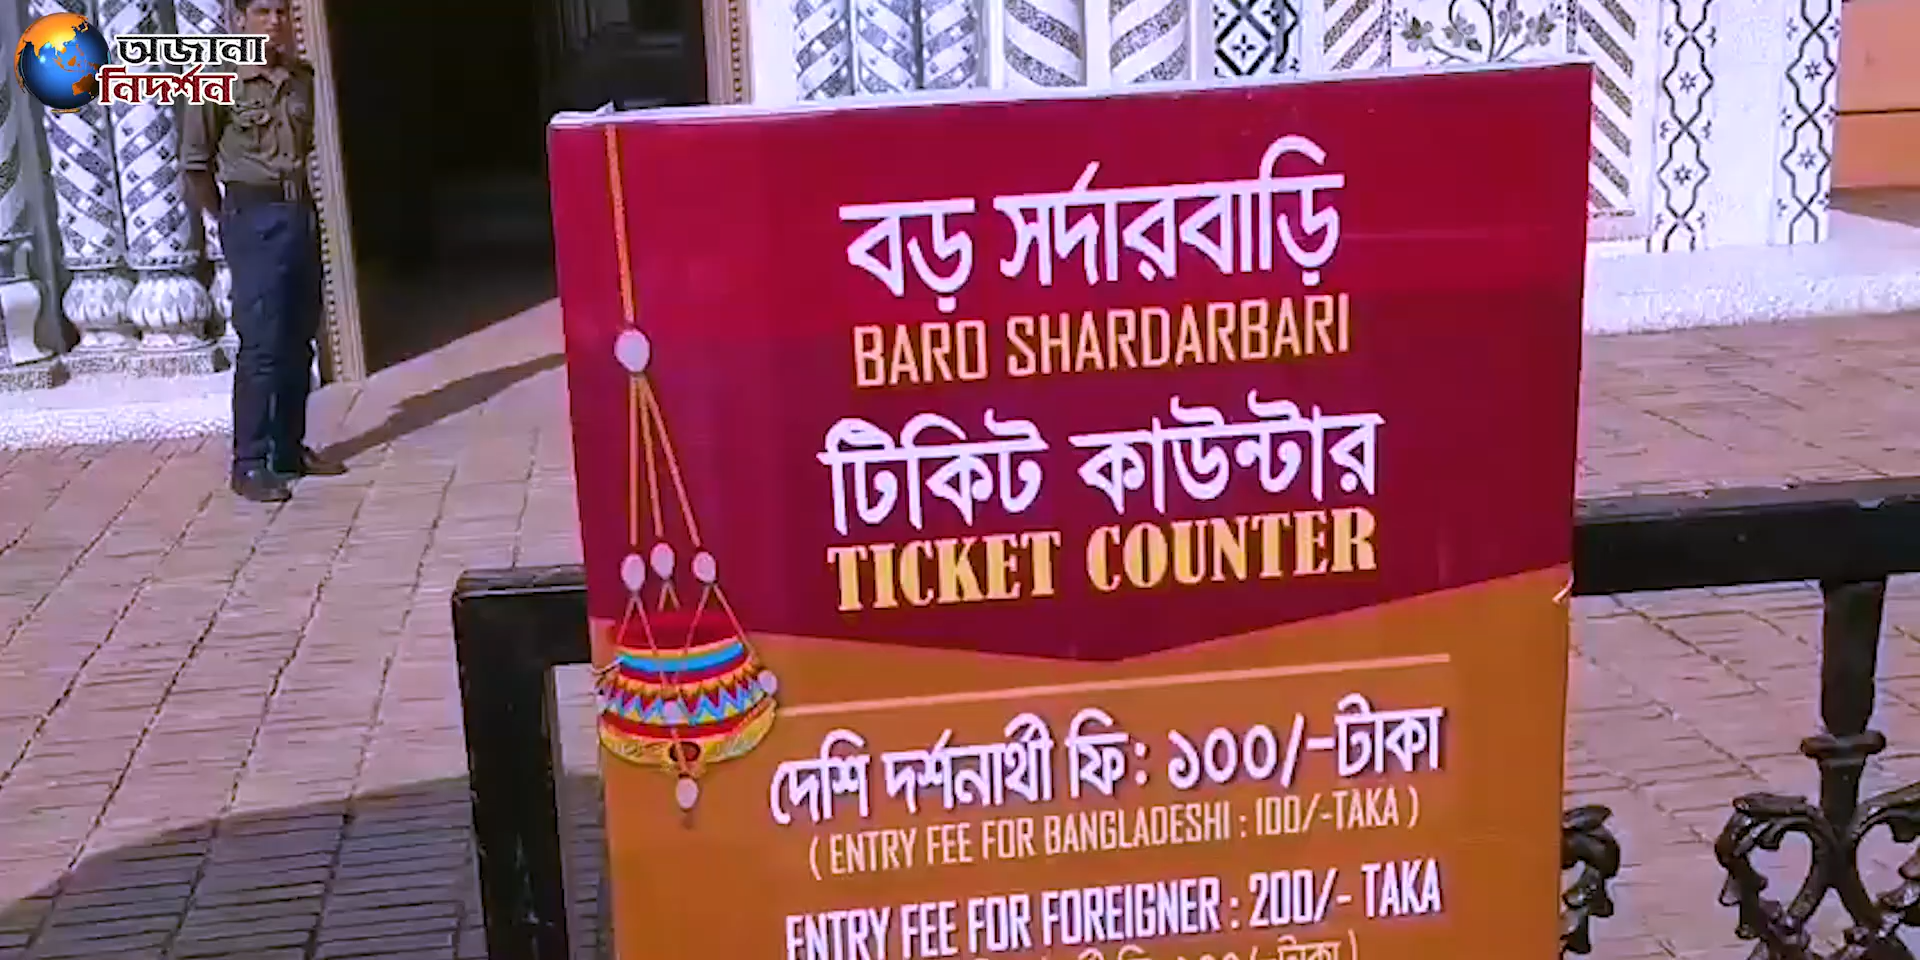 অজানা
নিদর্শন
বড় সর্দারবাড়ি
BARO SHARDARBARI
টিকিট কাউন্টার
TICKET COUNTER
দেশি দর্শনার্থী ফি: ১০০/-টাকা
( ENTRY FEE FOR BANGLADESHI : 100/-TAKA )
ENTRY FEE FOR FOREIGNER : 200/- TAKA